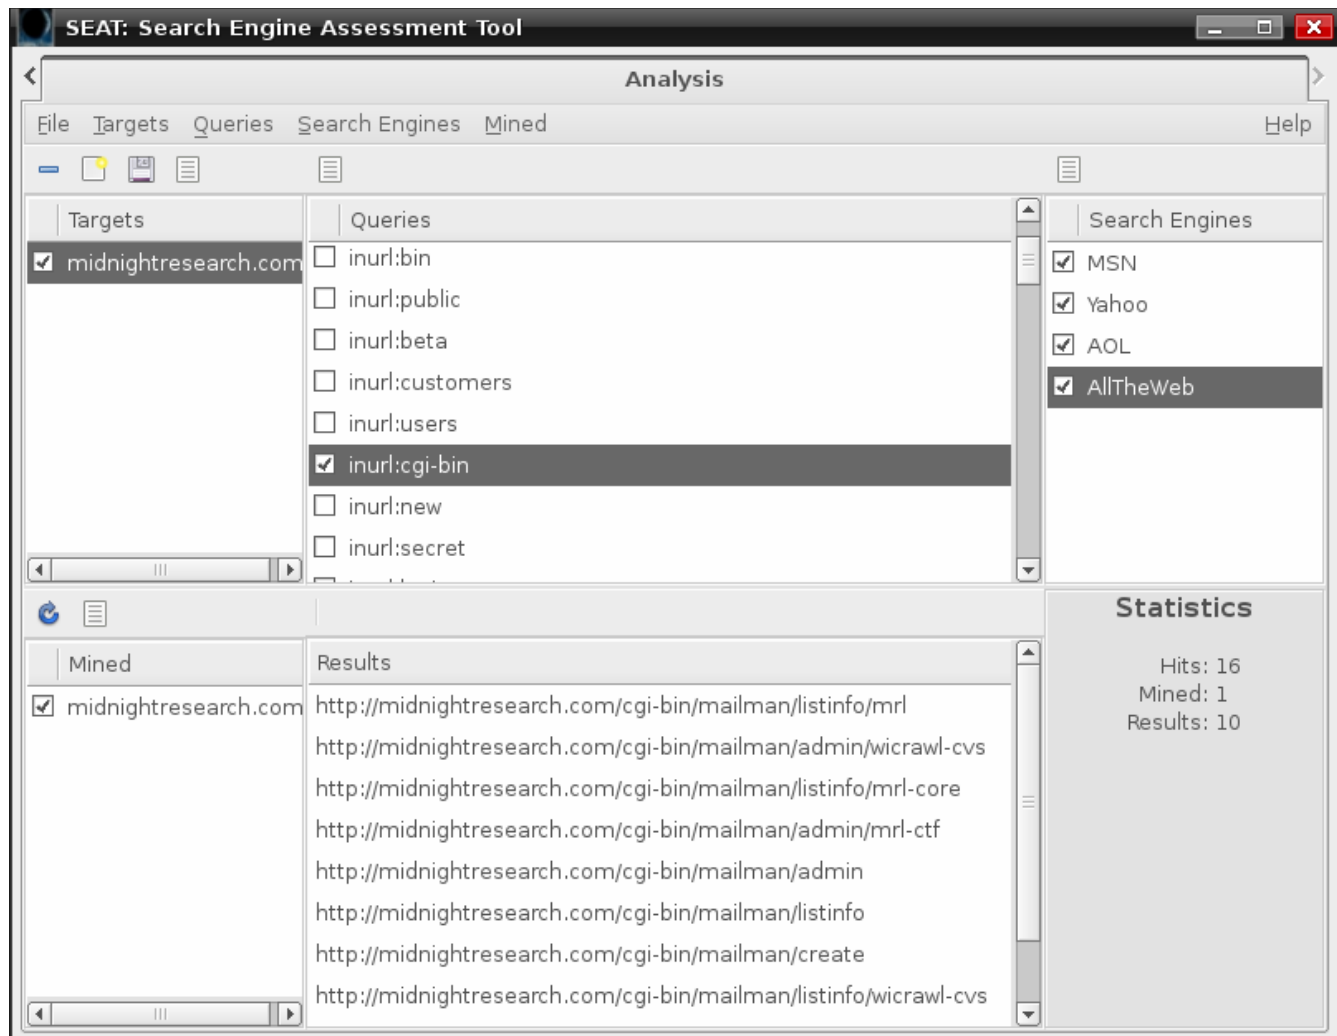 SEAT: Search Engine Assessment Tool
Analysis
File Targets Queries Search Engines Mined Help
Targets
midnightresearch.com
Queries
inurl:bin
inurl:public
inurl:beta
inurl:customers
inurl:users
inurl:cgi-bin
inurl:new
inurl:secret
Search Engines
MSN
Yahoo
AOL
AllTheWeb
Mined
midnightresearch.com
Results
http://midnightresearch.com/cgi-bin/mailman/listinfo/mrl
http://midnightresearch.com/cgi-bin/mailman/admin/wicrawl-cvs
http://midnightresearch.com/cgi-bin/mailman/listinfo/mrl-core
http://midnightresearch.com/cgi-bin/mailman/admin/mrl-ctf
http://midnightresearch.com/cgi-bin/mailman/admin
http://midnightresearch.com/cgi-bin/mailman/listinfo
http://midnightresearch.com/cgi-bin/mailman/create
http://midnightresearch.com/cgi-bin/mailman/listinfo/wicrawl-cvs
Statistics
Hits: 16
Mined: 1
Results: 10